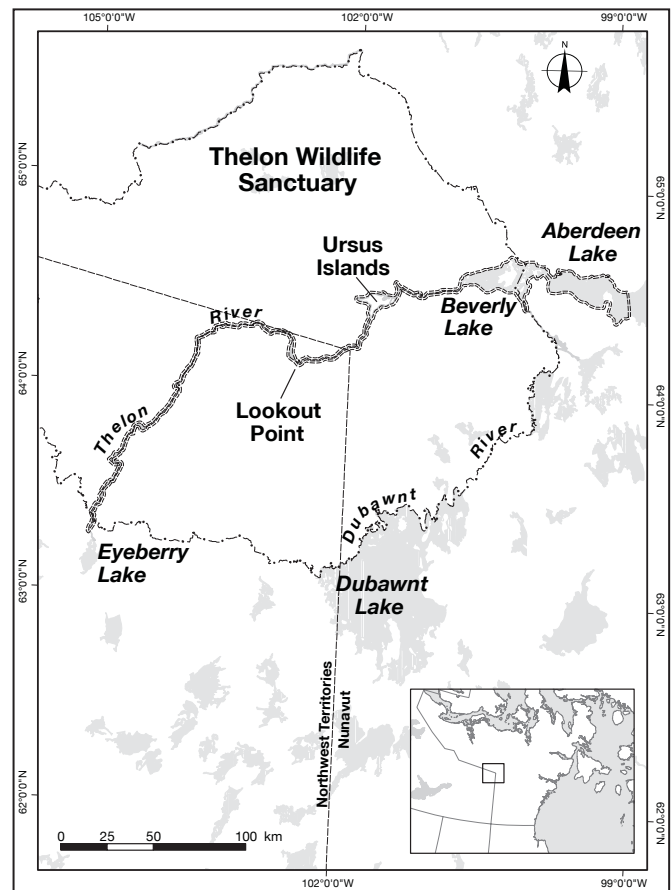 105°0'0"W
102°0'0"W
99°0'0"W
N
65°0'0"N
65°0'0"N
Thelon Wildlife
Sanctuary
Aberdeen
Lake
Ursus
Islands
Beverly
Lake
River
64°0'0"N
64°0'0"N
Lookout
Point
Thelon
River
Dubawnt
Eyeberry
Lake
Dubawnt
Lake
63°0'0"N
63°0'0"N
Northwest Territories
Nunavut
62°0'0"N
62°0'0"N
0 25 50 100 km
102°0'0"W
99°0'0"W